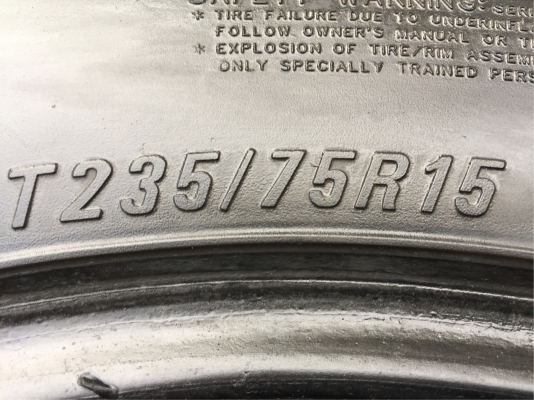 SAFETY WARNING: SERI
* TIRE FAILURE DUE TO UNDERINFL
FOLLOW OWNER'S MANUAL OR T
* EXPLOSION OF TIRE/RIM ASSEM
ONLY SPECIALLY TRAINED PERS
T235/75R15